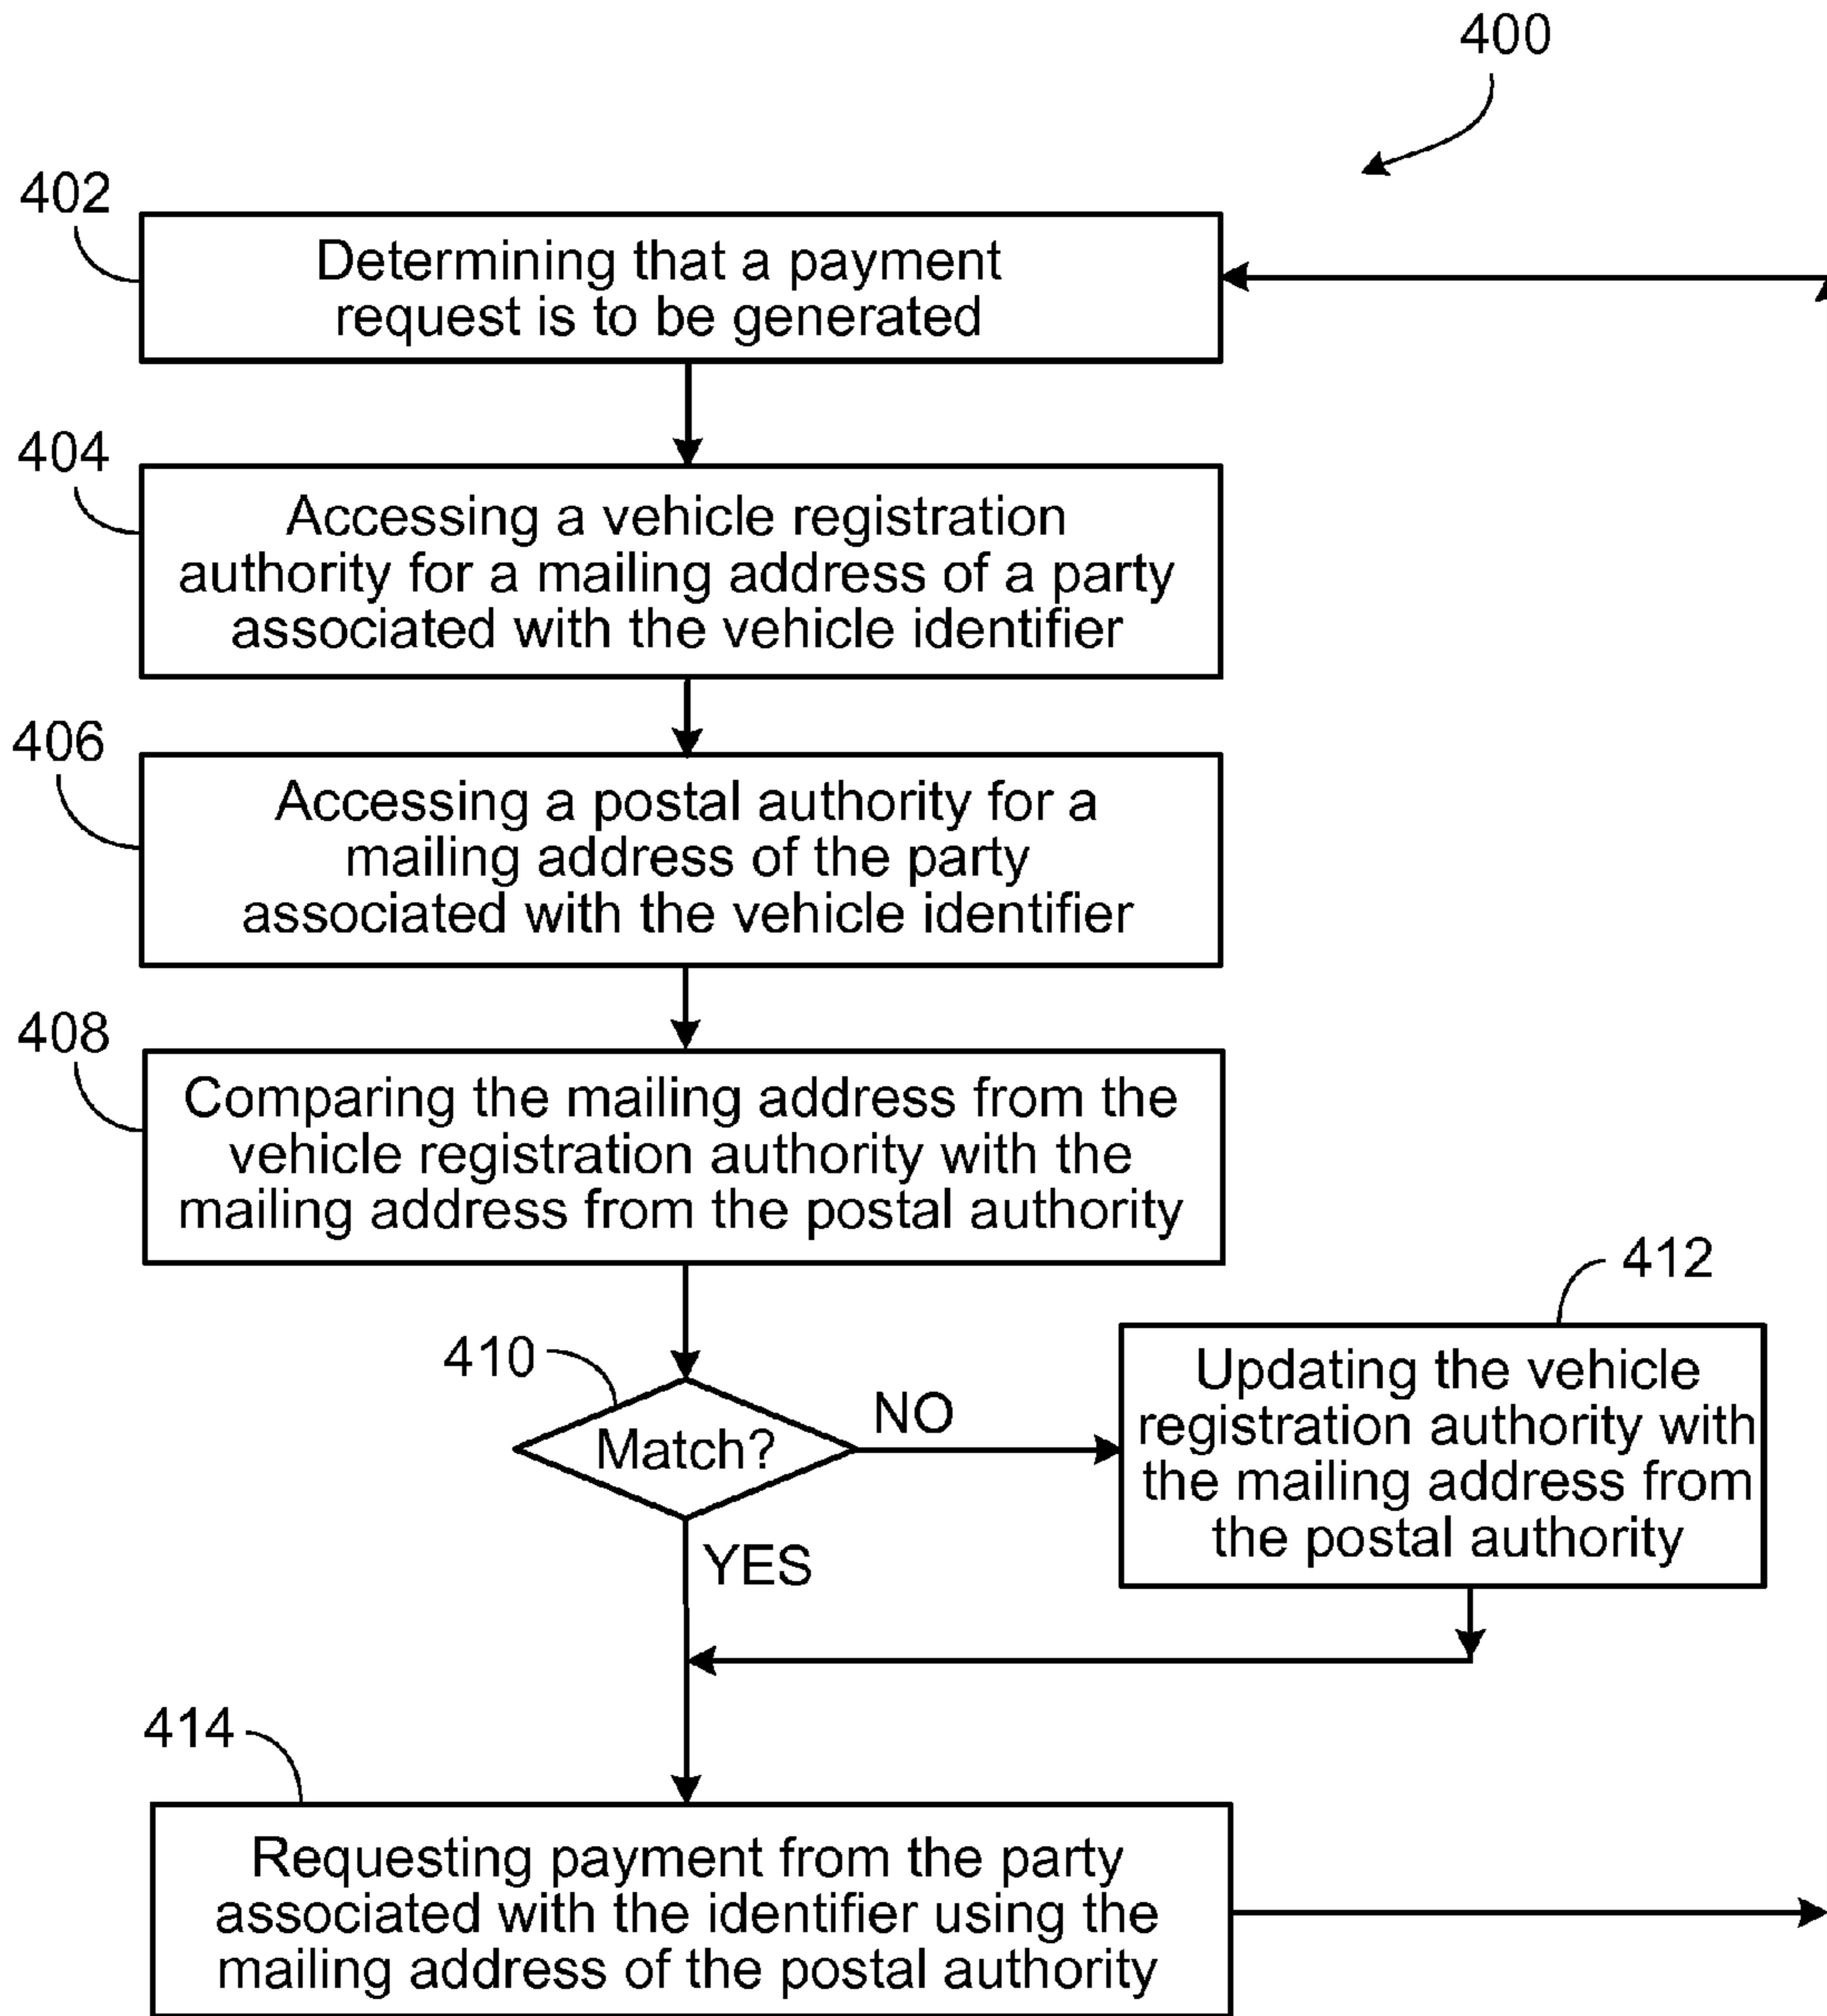 400
402
Determining that a payment
request is to be generated
404
Accessing a vehicle registration
authority for a mailing address of a party
associated with the vehicle identifier
406
Accessing a postal authority for a
mailing address of the party
associated with the vehicle identifier
408
Comparing the mailing address from the
vehicle registration authority with the
mailing address from the postal authority
410
Match?
NO
YES
412
Updating the vehicle
registration authority with
the mailing address from
the postal authority
414
Requesting payment from the party
associated with the identifier using the
mailing address of the postal authority